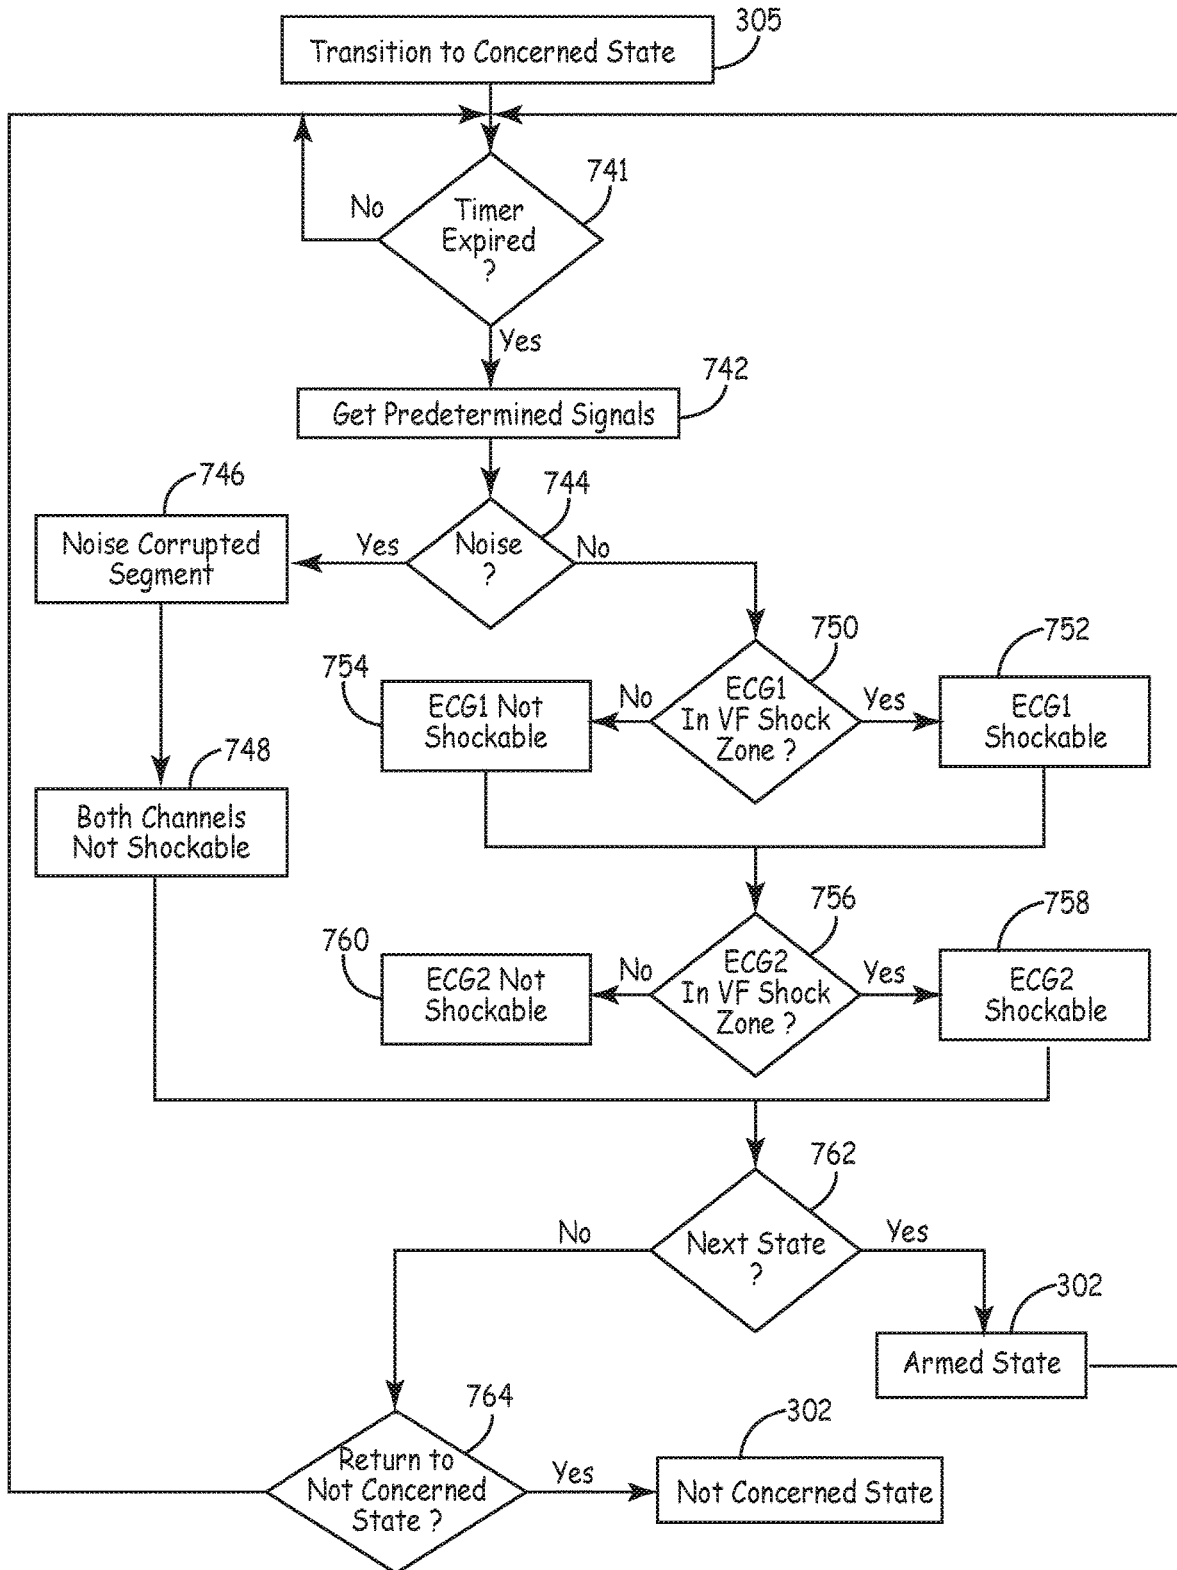 305
Transition to Concerned State
741
No
Timer
Expired
?
Yes
742
Get Predetermined Signals
746
744
Noise Corrupted
Segment
Yes
Noise
?
No
750
752
754
ECG1 Not
Shockable
No
ECG1
In VF Shock
Zone ?
Yes
ECG1
Shockable
748
Both Channels
Not Shockable
756
758
760
ECG2 Not
Shockable
No
ECG2
In VF Shock
Zone ?
Yes
ECG2
Shockable
762
No
Next State
?
Yes
302
Armed State
764
302
Return to
Not Concerned
State ?
Yes
Not Concerned State